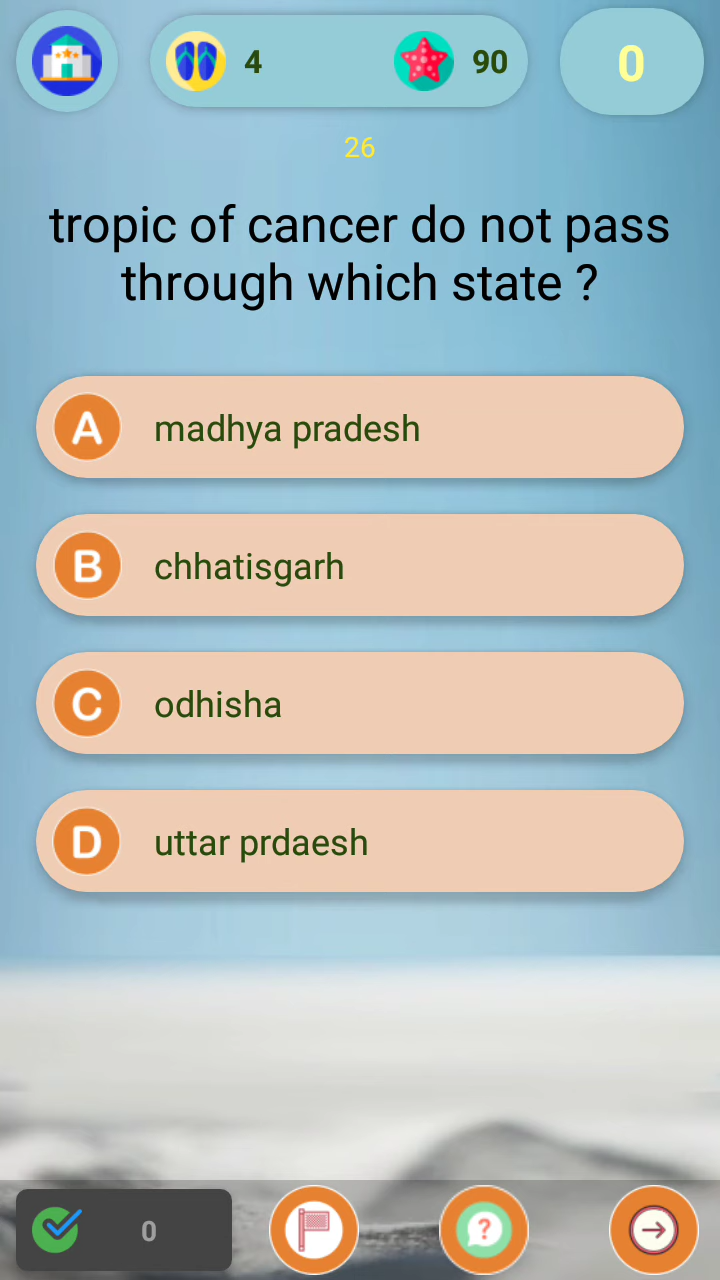 4
90
0
26
tropic of cancer do not pass
through which state ?
A madhya pradesh
B chhatisgarh
C odhisha
D uttar prdaesh
0
?